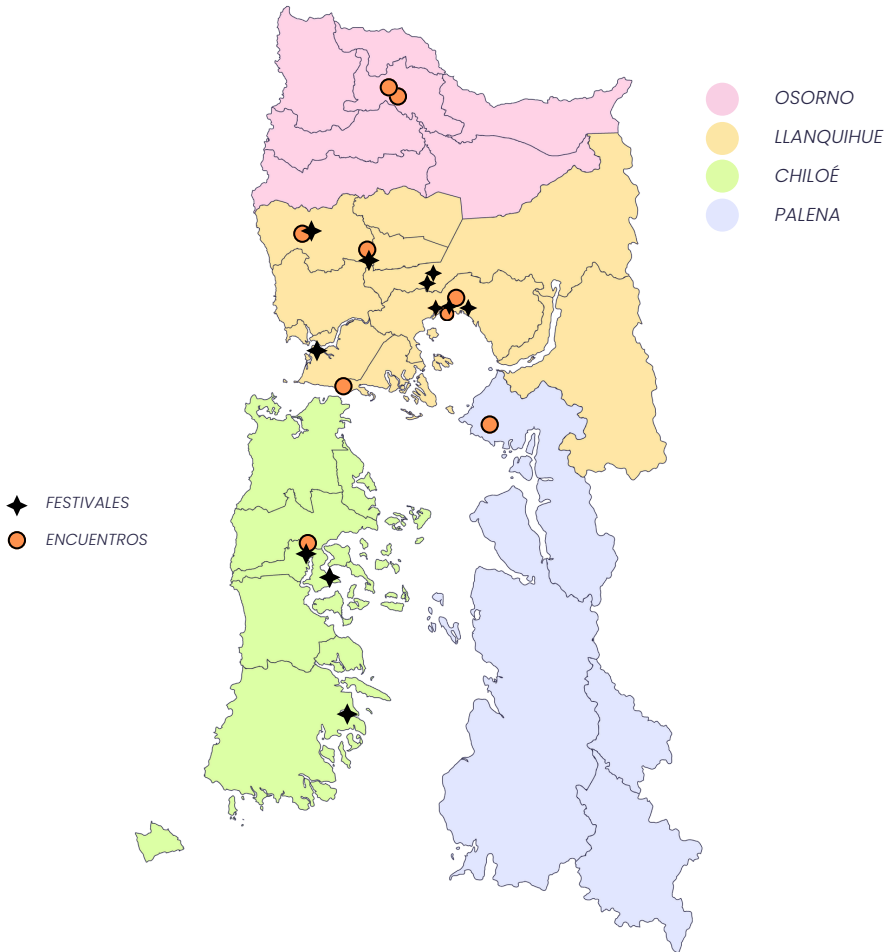 OSORNO
LLANQUIHUE
CHILOÉ
PALENA
FESTIVALES
ENCUENTROS